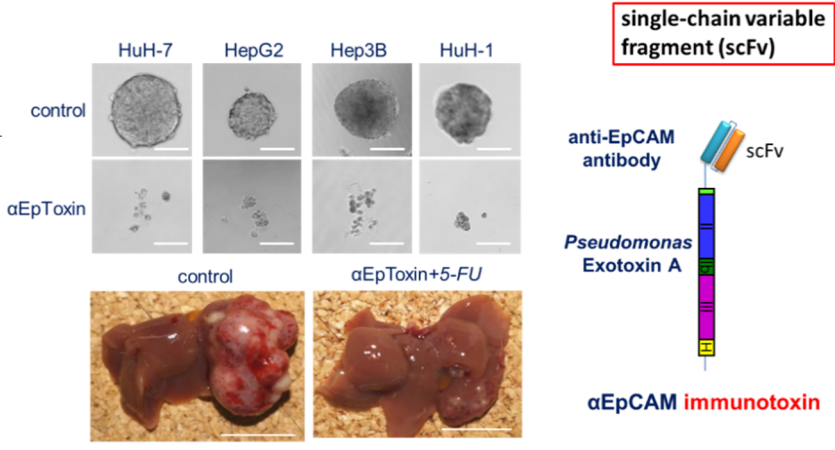 single-chain variable
fragment (scFv)
HuH-7 HepG2 Hep3B HuH-1
control
αEpToxin
anti-EpCAM
antibody
scFv
Pseudomonas
Exotoxin A
control αEpToxin+5-FU
αEpCAM immunotoxin